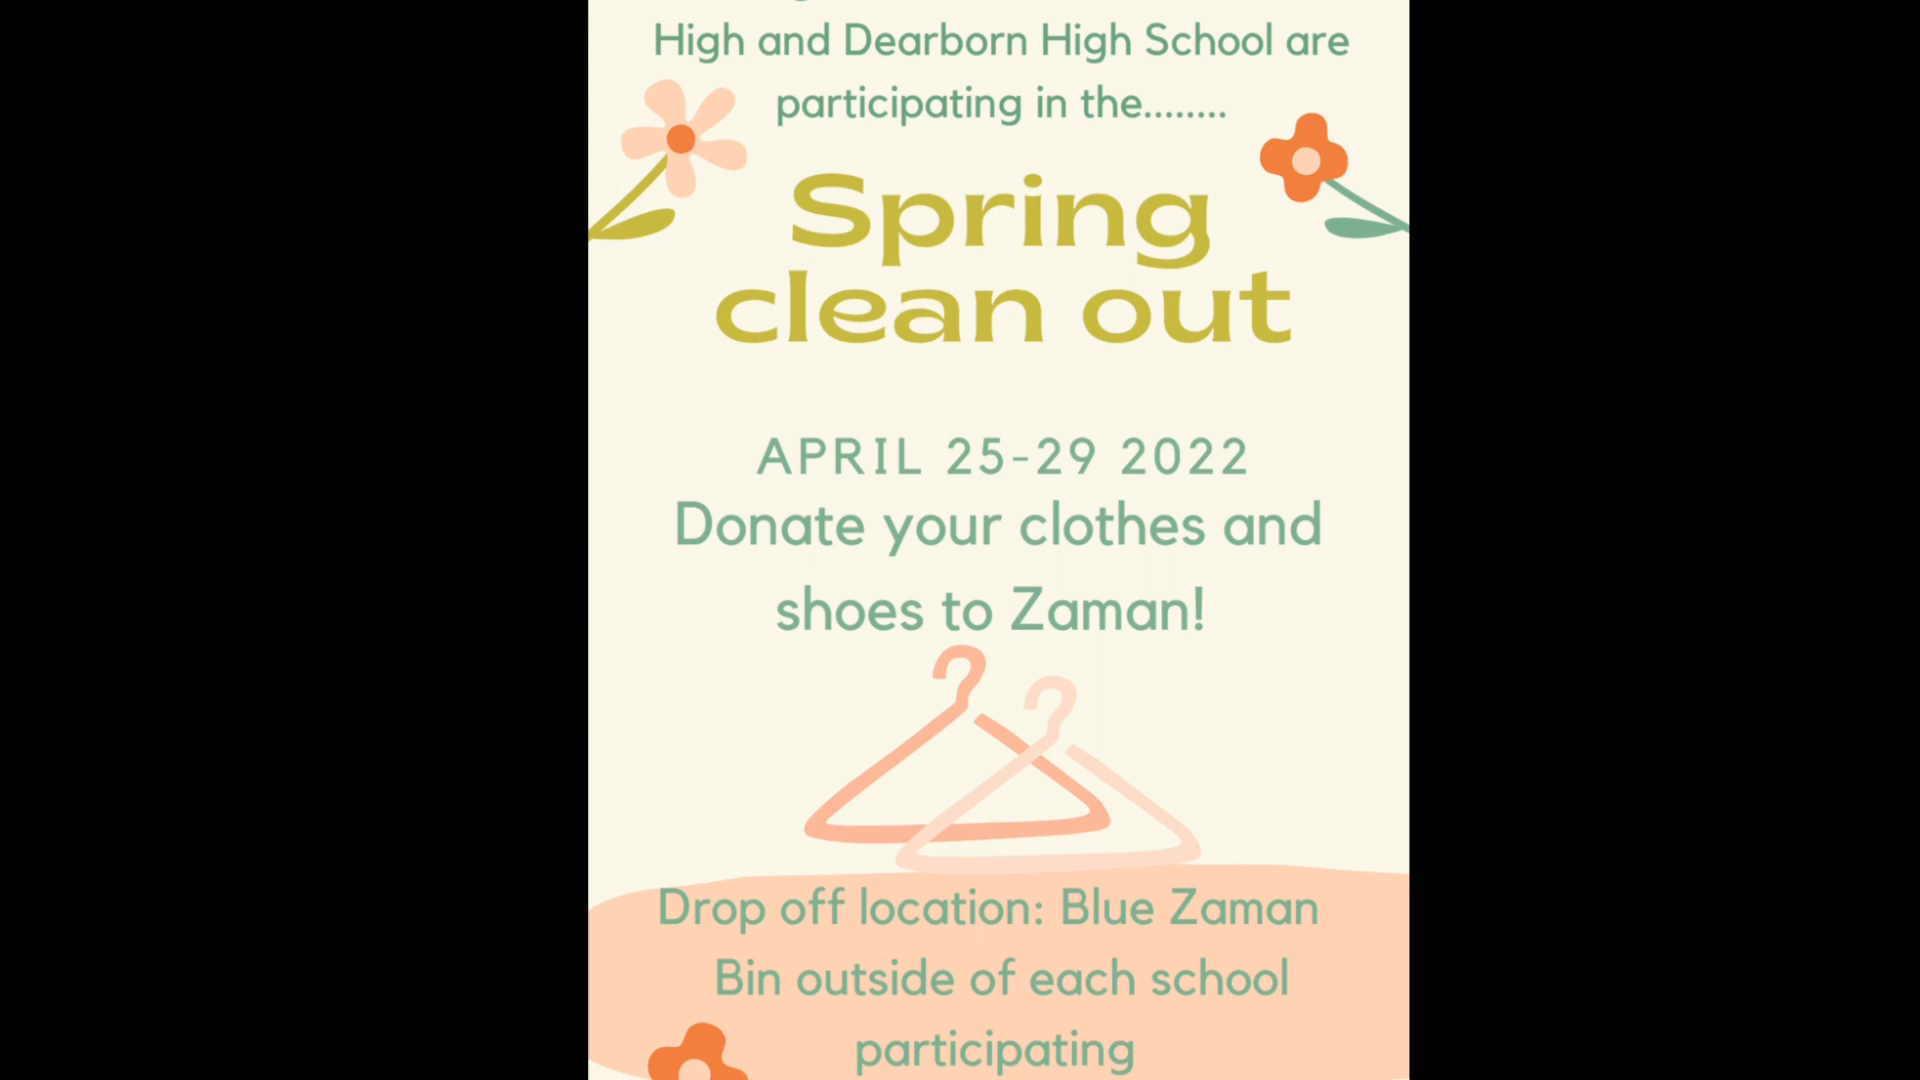 High and Dearborn High School are
participating in the........
Spring
clean out
APRIL 25-29 2022
Donate your clothes and
shoes to Zaman!
Drop off location: Blue Zaman
Bin outside of each school
participating